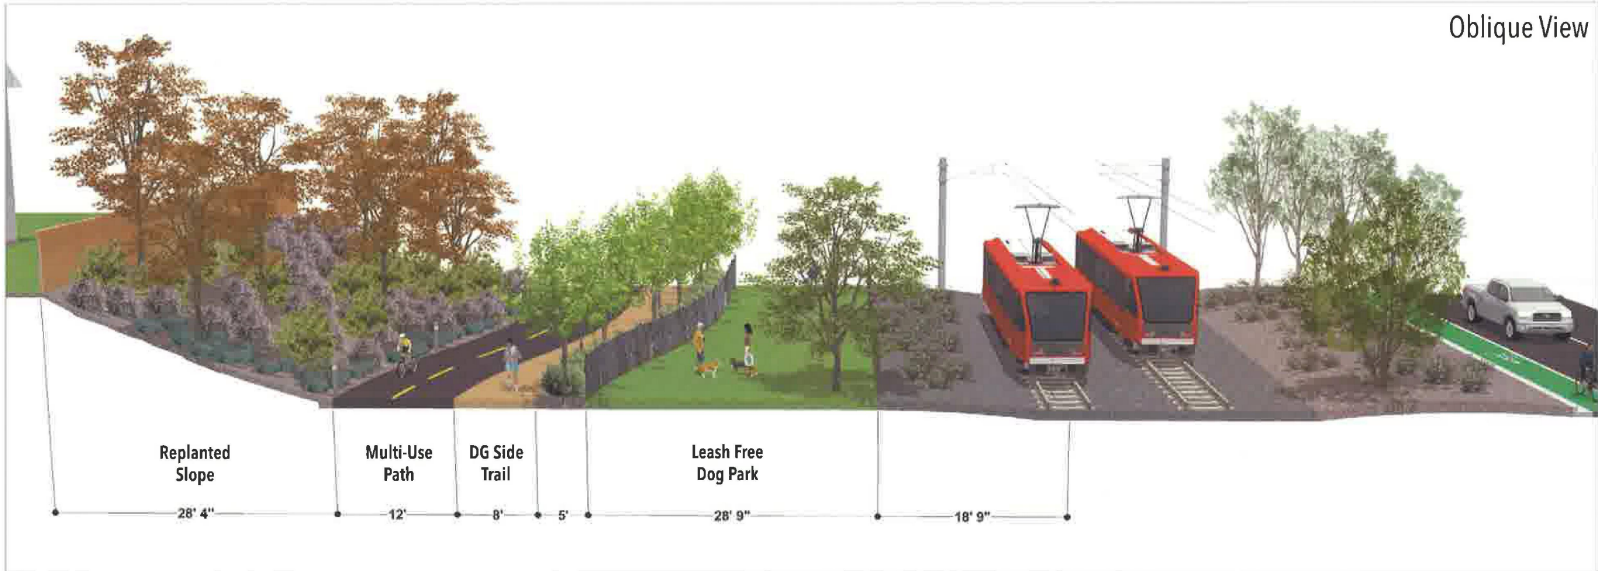 Oblique View
Replanted
Slope
Multi-Use
Path
DG Side
Trail
Leash Free
Dog Park
28' 4"
12'
8'
5'
28' 9"
18' 9"